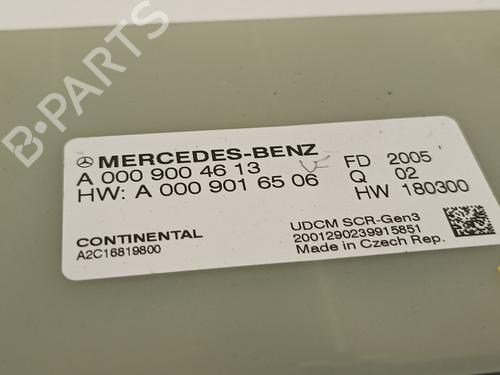 B-PARTS
MERCEDES-BENZ
A 000 900 46 13
HW: A 000 901 65 06
FD 2005
Q 02
HW 180300
CONTINENTAL
A2C16819800
UDCM SCR-Gen3
2001290239915851
Made in Czech Rep.